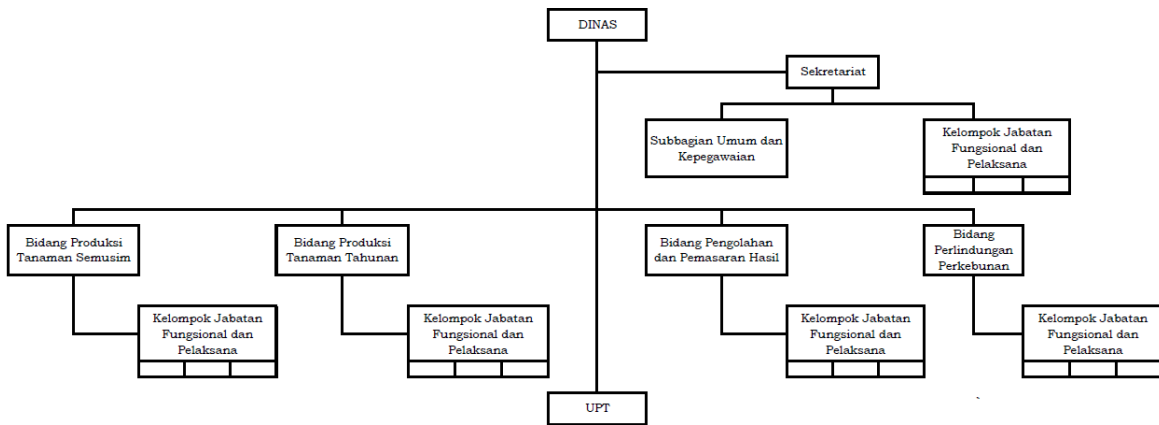 DINAS
Sekretariat
Subbagian Umum dan
Kepegawaian
Kelompok Jabatan
Fungsional dan
Pelaksana
Bidang Produksi
Tanaman Semusim
Bidang Produksi
Tanaman Tahunan
Bidang Pengolahan
dan Pemasaran Hasil
Bidang
Perlindungan
Perkebunan
Kelompok Jabatan
Fungsional dan
Pelaksana
Kelompok Jabatan
Fungsional dan
Pelaksana
Kelompok Jabatan
Fungsional dan
Pelaksana
Kelompok Jabatan
Fungsional dan
Pelaksana
UPT